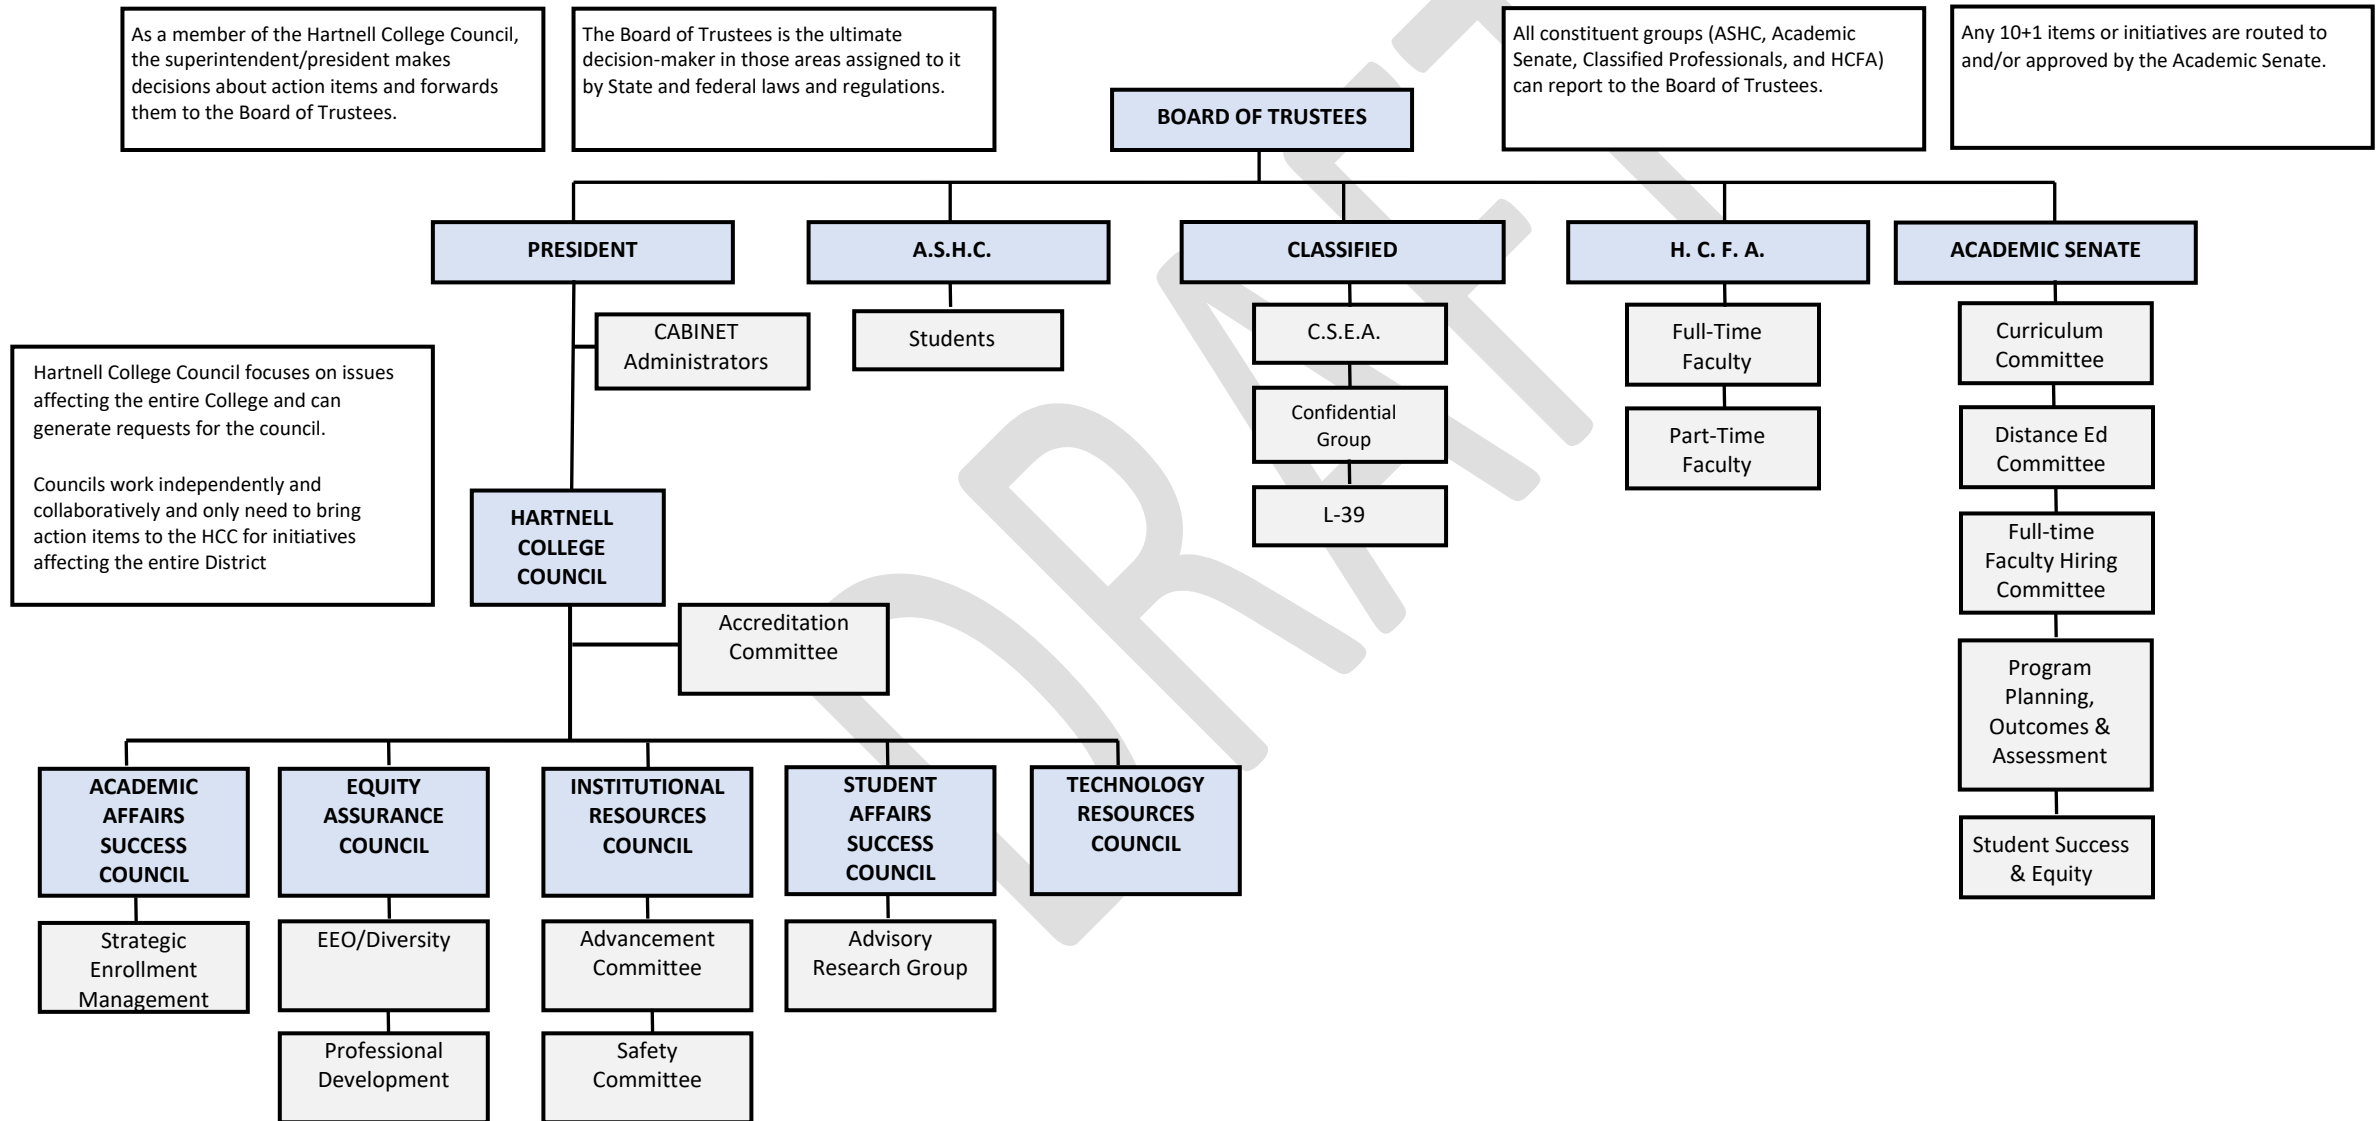 As a member of the Hartnell College Council,
the superintendent/president makes
decisions about action items and forwards
them to the Board of Trustees.
The Board of Trustees is the ultimate
decision-maker in those areas assigned to it
by State and federal laws and regulations.
BOARD OF TRUSTEES
All constituent groups (ASHC, Academic
Senate, Classified Professionals, and HCFA)
can report to the Board of Trustees.
Any 10+1 items or initiatives are routed to
and/or approved by the Academic Senate.
PRESIDENT
A.S.H.C.
CLASSIFIED
H. C. F. A.
ACADEMIC SENATE
CABINET
Administrators
Students
C.S.E.A.
Confidential
Group
L-39
Full-Time
Faculty
Part-Time
Faculty
Curriculum
Committee
Distance Ed
Committee
Full-time
Faculty Hiring
Committee
Program
Planning,
Outcomes &
Assessment
Student Success
& Equity
Hartnell College Council focuses on issues
affecting the entire College and can
generate requests for the council.
Councils work independently and
collaboratively and only need to bring
action items to the HCC for initiatives
affecting the entire District
HARTNELL
COLLEGE
COUNCIL
Accreditation
Committee
ACADEMIC
AFFAIRS
SUCCESS
COUNCIL
Strategic
Enrollment
Management
EQUITY
ASSURANCE
COUNCIL
EEO/Diversity
Professional
Development
INSTITUTIONAL
RESOURCES
COUNCIL
Advancement
Committee
Safety
Committee
STUDENT
AFFAIRS
SUCCESS
COUNCIL
Advisory
Research Group
TECHNOLOGY
RESOURCES
COUNCIL
DRAFT